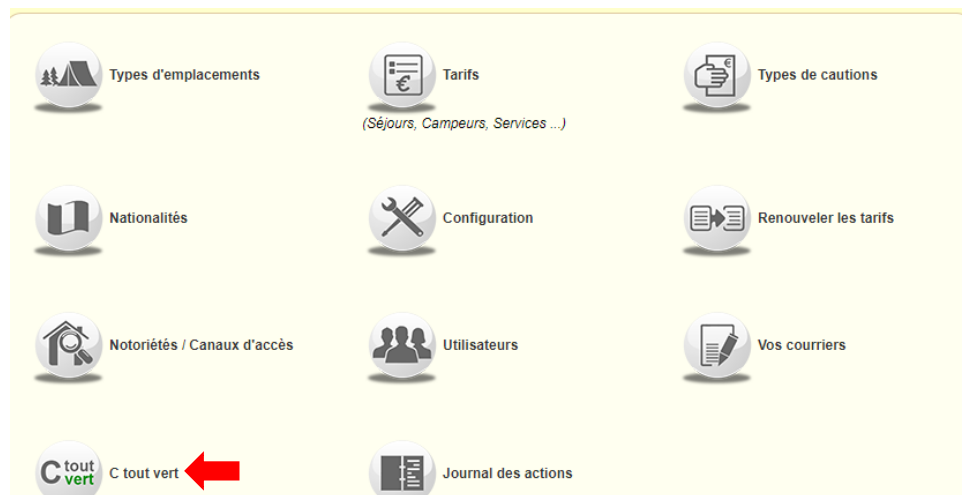 Types d'emplacements
Tarifs
Types de cautions
(Séjours, Campeurs, Services ...)
Nationalités
Configuration
Renouveler les tarifs
Notoriétés / Canaux d'accès
Utilisateurs
Vos courriers
C tout vert
C tout vert
Journal des actions